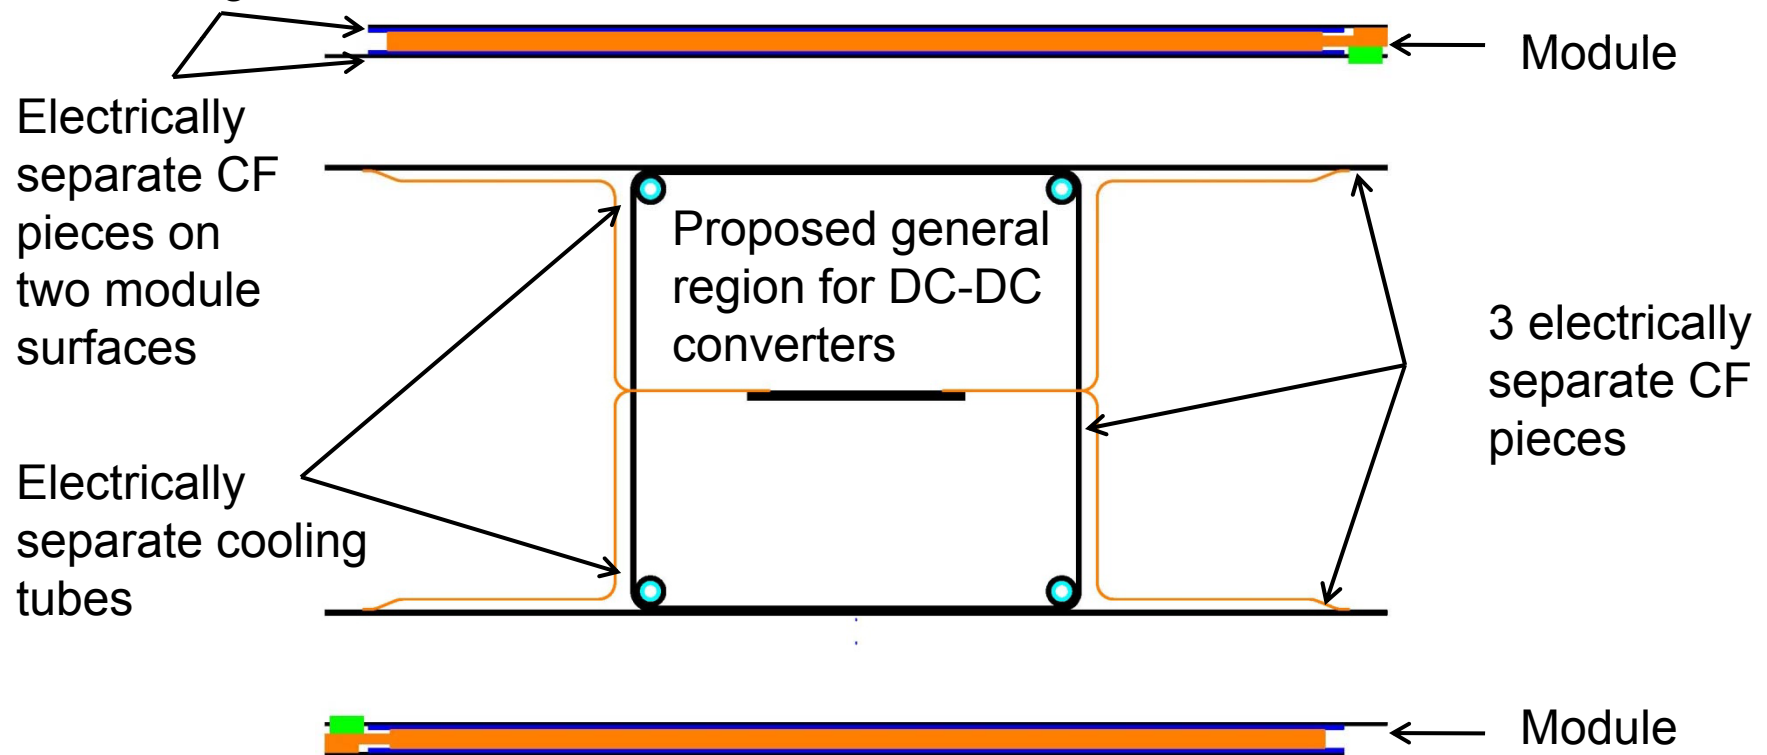 Module
Electrically
separate CF
pieces on
two module
surfaces
Proposed general
region for DC-DC
converters
3 electrically
separate CF
pieces
Electrically
separate cooling
tubes
Module